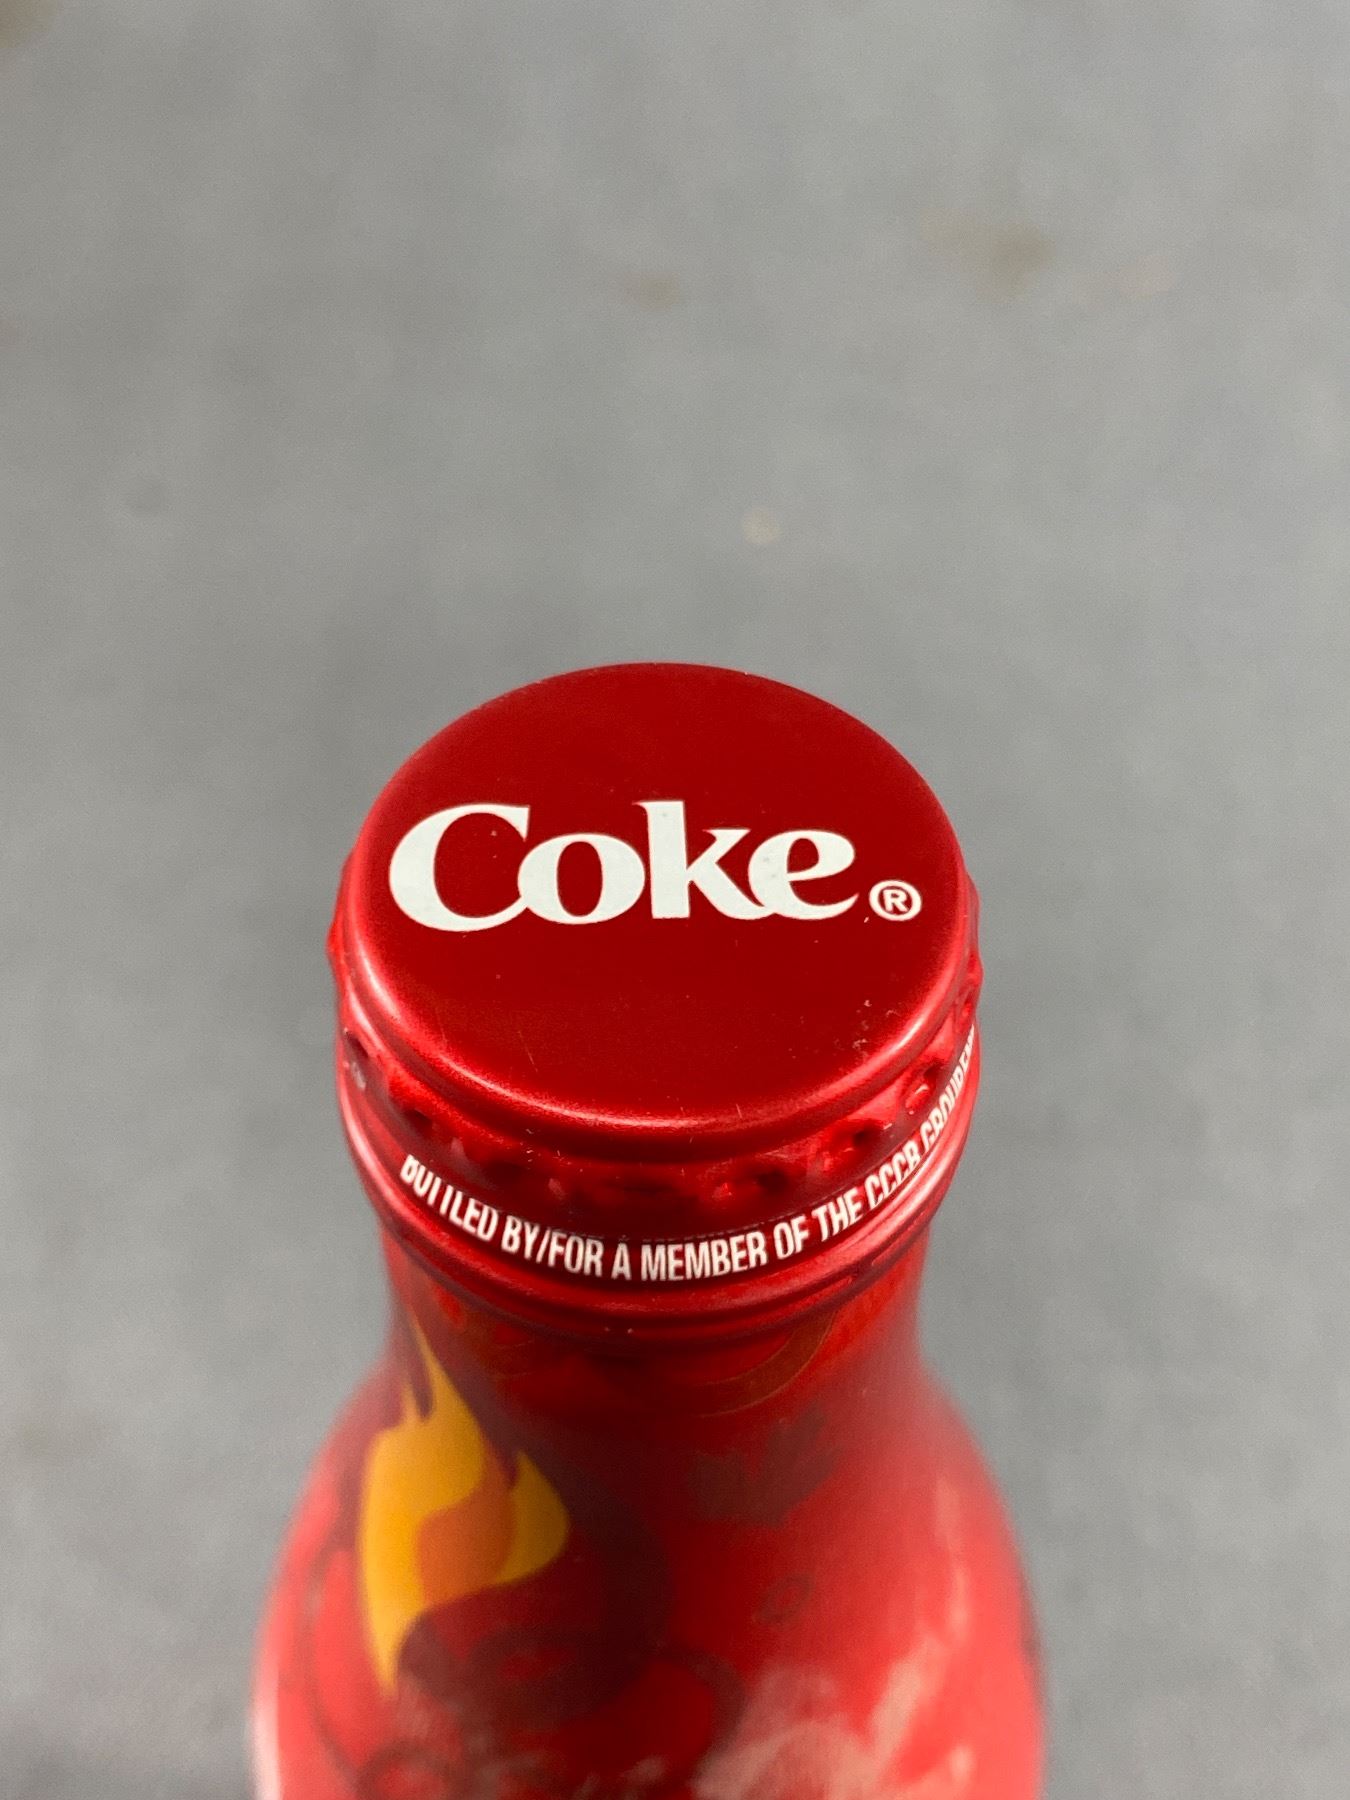 Coke®
BOTTLED BY/FOR A MEMBER OF THE CCCB GROUP